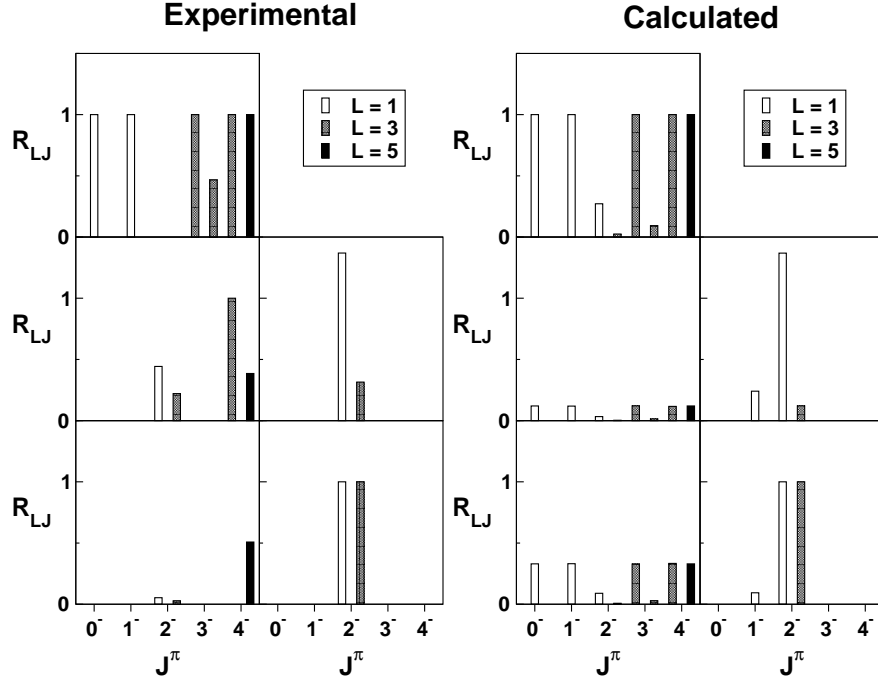 Experimental
Calculated
L = 1
L = 3
L = 5
L = 1
L = 3
L = 5
1
R_LJ
0
1
R_LJ
0
1
R_LJ
0
1
R_LJ
0
1
R_LJ
0
1
R_LJ
0
0⁻ 1⁻ 2⁻ 3⁻ 4⁻ 0⁻ 1⁻ 2⁻ 3⁻ 4⁻
0⁻ 1⁻ 2⁻ 3⁻ 4⁻ 0⁻ 1⁻ 2⁻ 3⁻ 4⁻
J^π J^π J^π J^π